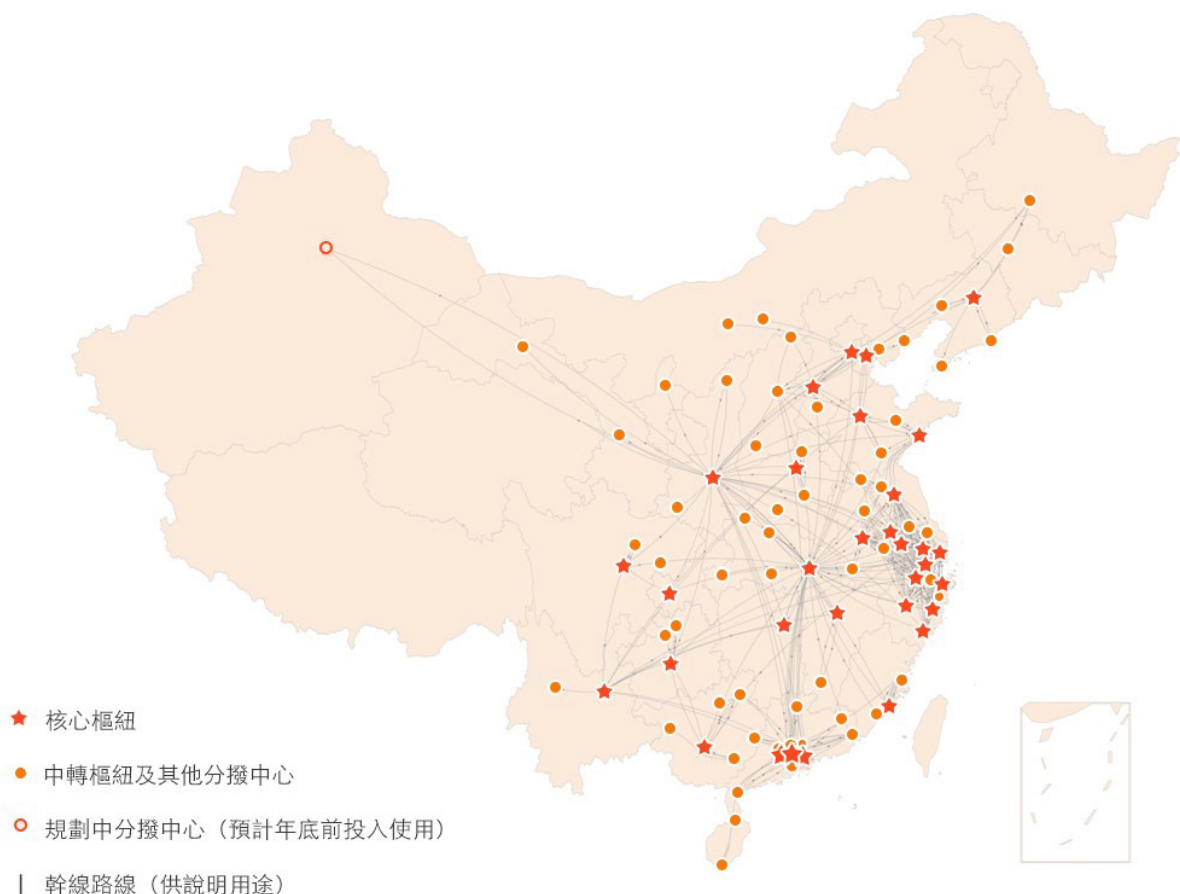 核心樞紐
中轉樞紐及其他分撥中心
規劃中分撥中心（預計年底前投入使用）
幹線路線（供說明用途）